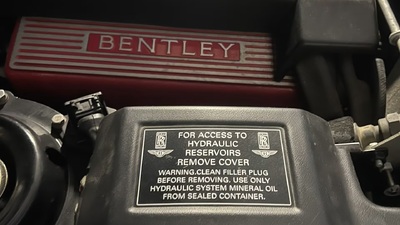 BENTLEY
FOR ACCESS TO
HYDRAULIC
RESERVOIRS
REMOVE COVER
WARNING.CLEAN FILLER PLUG
BEFORE REMOVING. USE ONLY
HYDRAULIC SYSTEM MINERAL OIL
FROM SEALED CONTAINER.